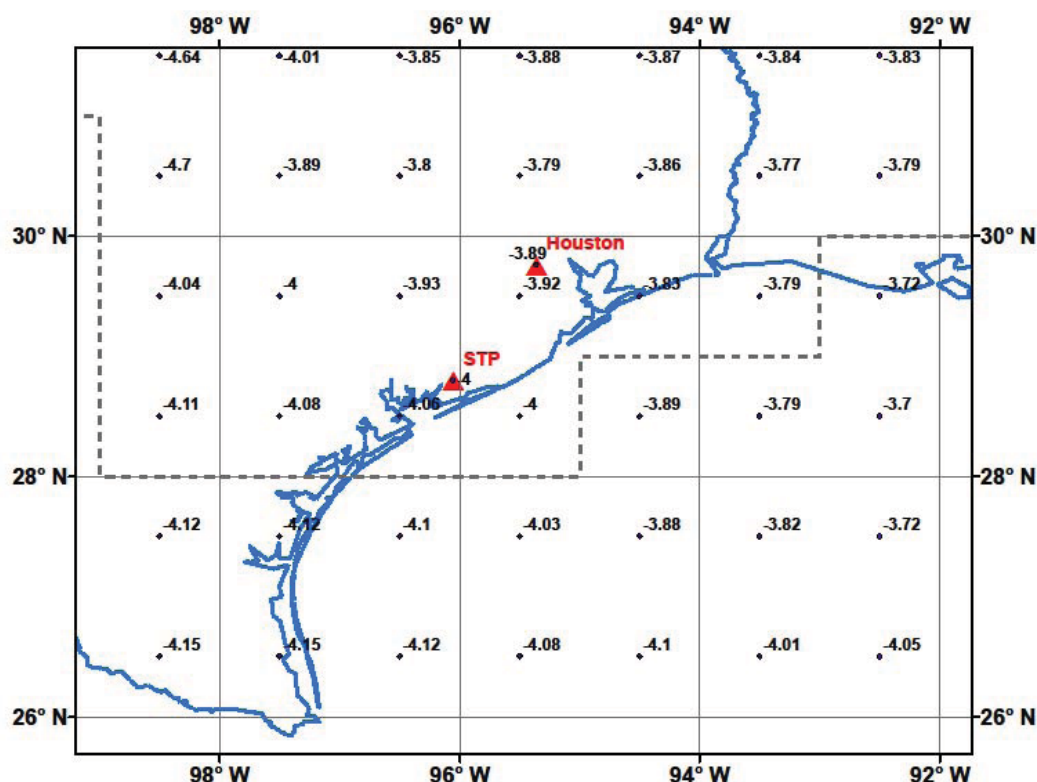 98° W 96° W 94° W 92° W
-4.64 -4.01 -3.85 -3.88 -3.87 -3.84 -3.83
-4.7 -3.89 -3.8 -3.79 -3.86 -3.77 -3.79
30° N 30° N
Houston
-3.89
-4.04 -4 -3.93 -3.92 -3.83 -3.79 -3.72
STP
-4
-4.11 -4.08 -4.06 -4 -3.89 -3.79 -3.7
28° N 28° N
-4.12 -4.12 -4.1 -4.03 -3.88 -3.82 -3.72
-4.15 -4.15 -4.12 -4.08 -4.1 -4.01 -4.05
26° N 26° N
98° W 96° W 94° W 92° W